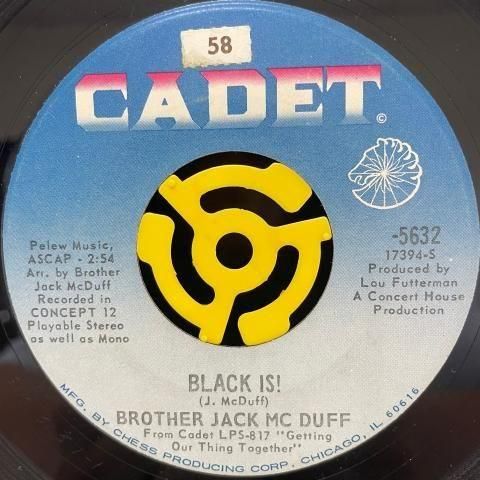 58
CADET
©
Pelew Music,
ASCAP - 2:54
Arr. by Brother
Jack McDuff
Recorded in
CONCEPT 12
Playable Stereo
as well as Mono
-5632
17394-S
Produced by
Lou Futterman
A Concert House
Production
BLACK IS!
(J. McDuff)
BROTHER JACK MC DUFF
From Cadet LPS-817 "Getting
Our Thing Together"
MFG. BY CHESS PRODUCING CORP. CHICAGO, IL 60616